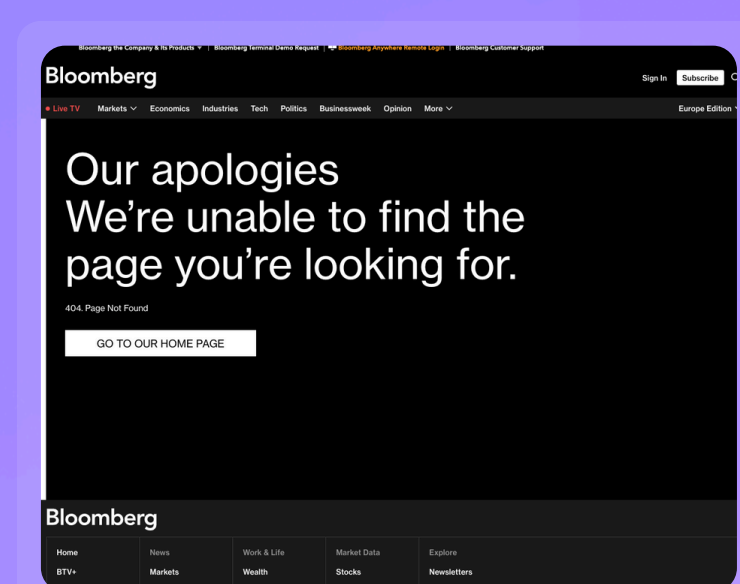 Bloomberg the Company & Its Products ▾ | Bloomberg Terminal Demo Request | Bloomberg Anywhere Remote Login | Bloomberg Customer Support
Bloomberg
Sign In Subscribe
Live TV Markets Economics Industries Tech Politics Businessweek Opinion More Europe Edition
Our apologies
We're unable to find the
page you're looking for.
404. Page Not Found
GO TO OUR HOME PAGE
Bloomberg
Home News Work & Life Market Data Explore
BTV+ Markets Wealth Stocks Newsletters